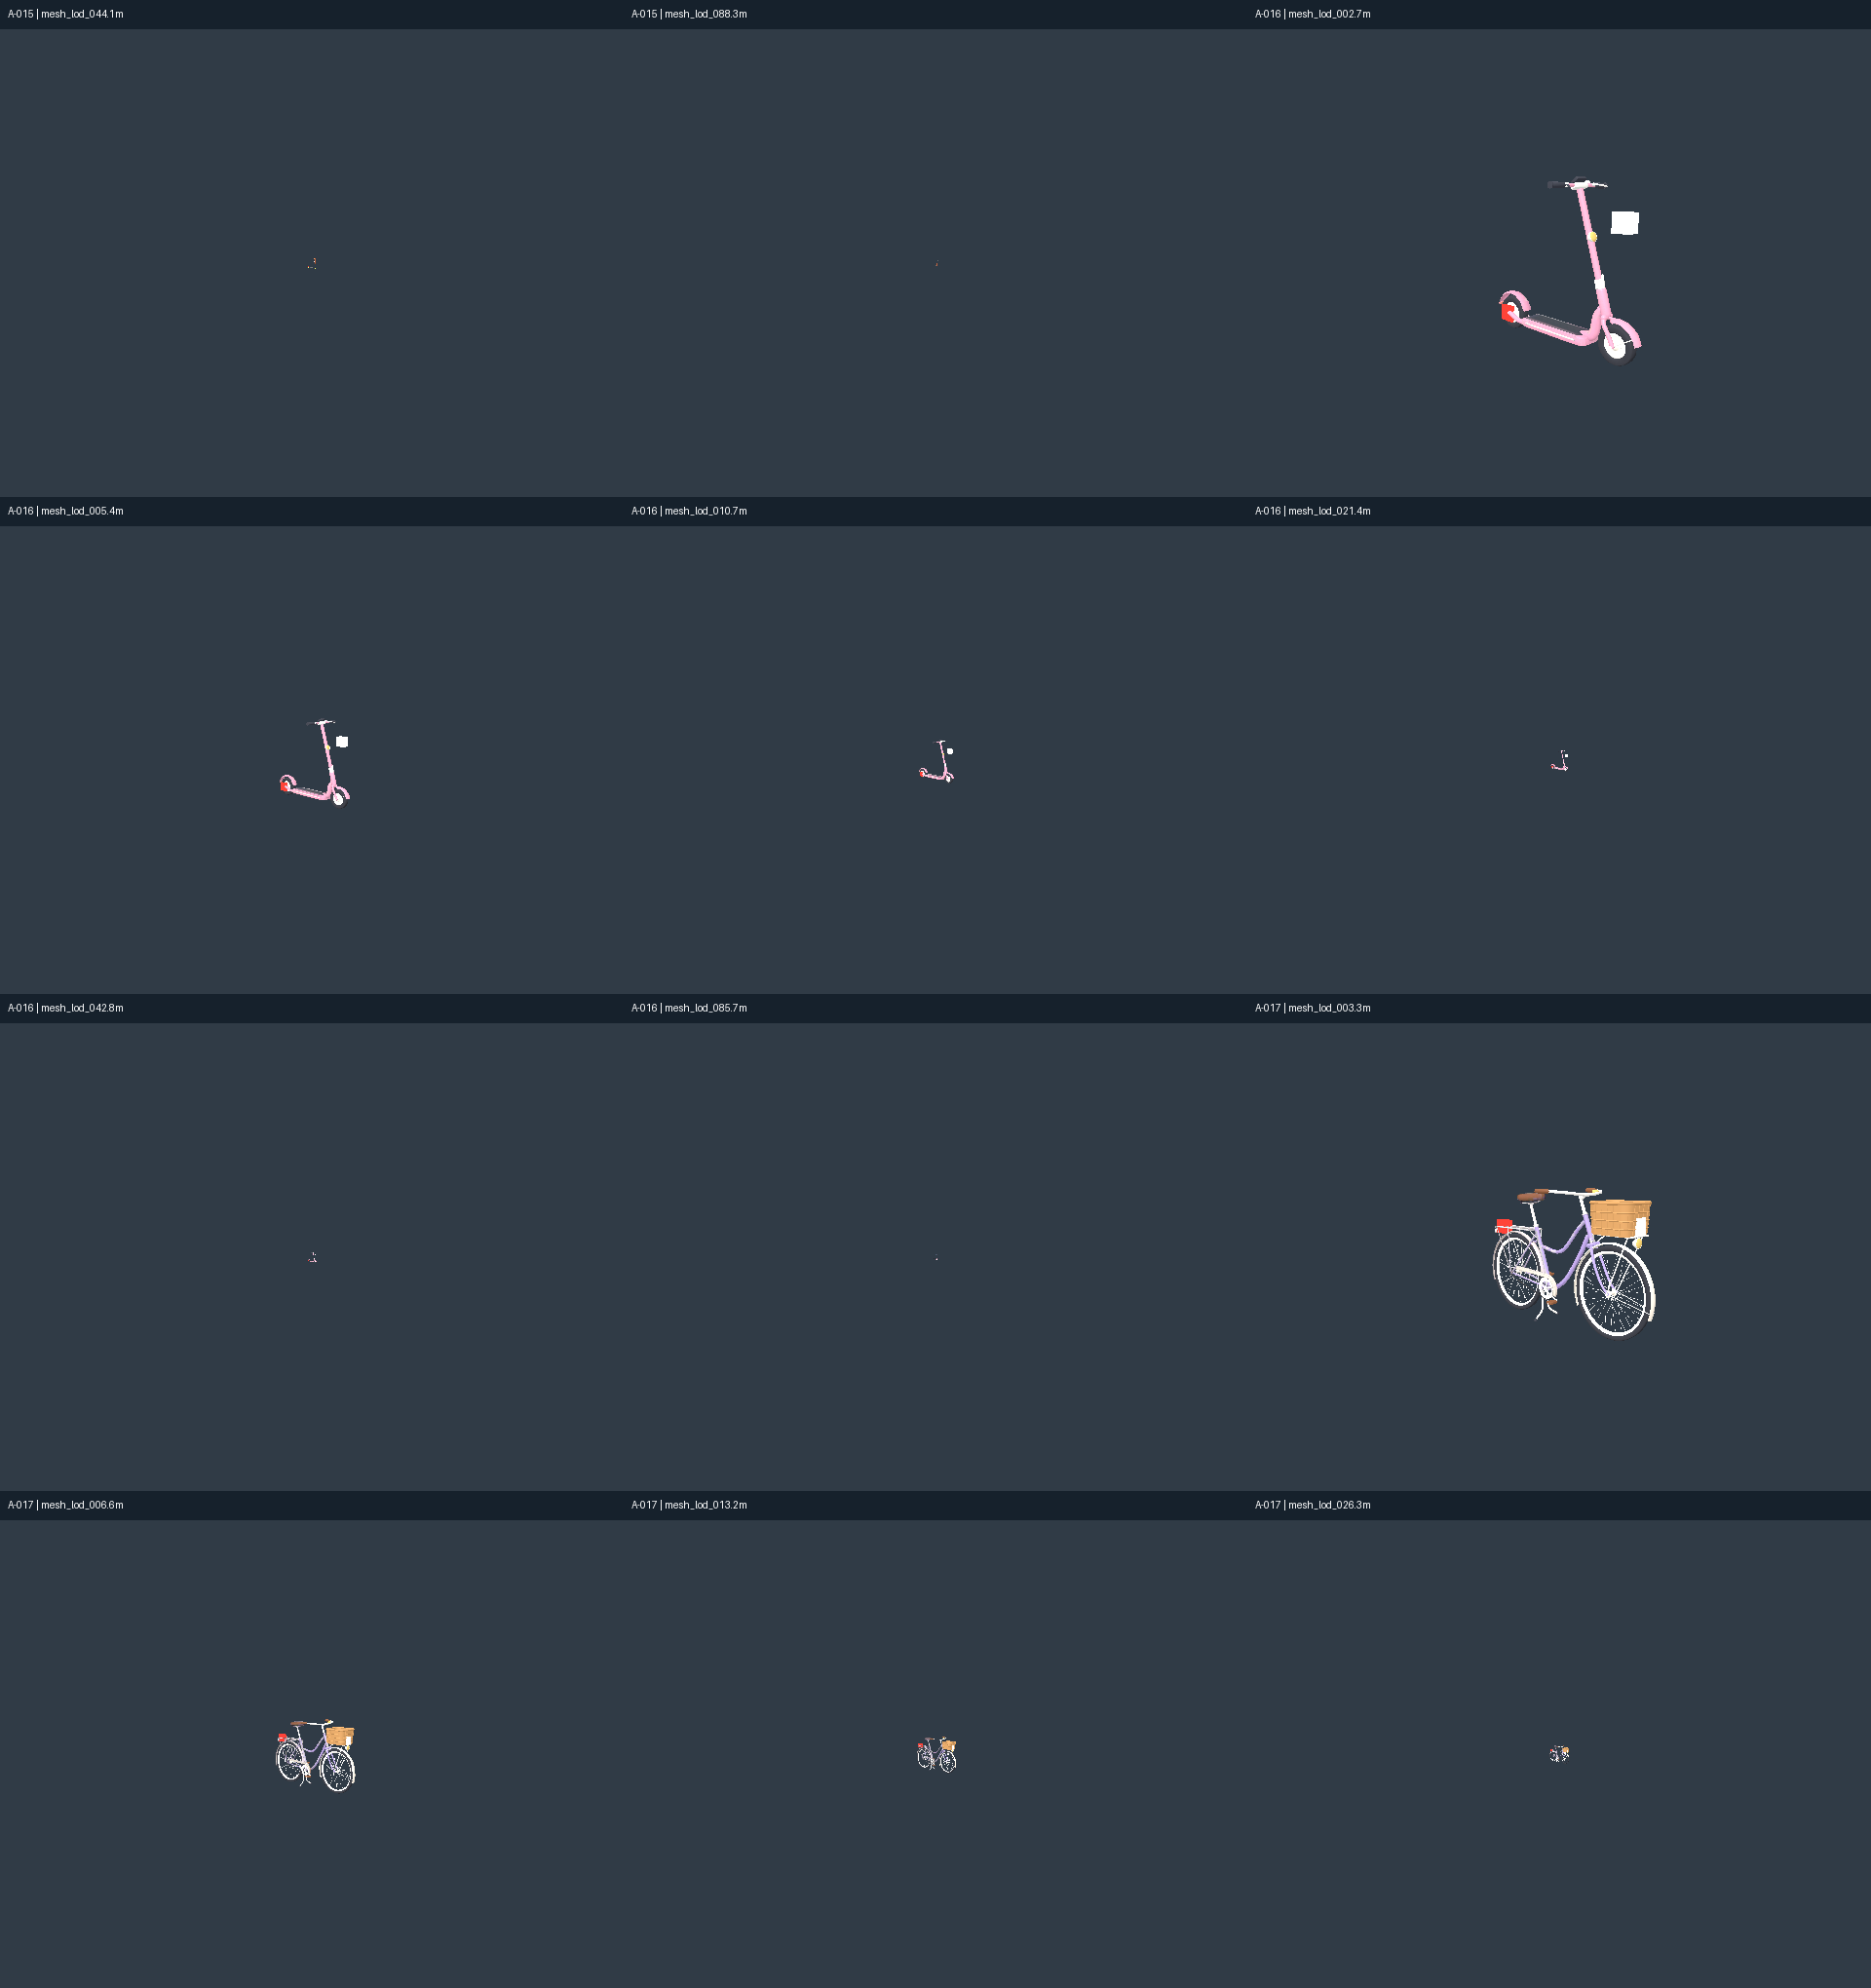 A-015 | mesh_lod_044.1m
A-015 | mesh_lod_088.3m
A-016 | mesh_lod_002.7m
A-016 | mesh_lod_005.4m
A-016 | mesh_lod_010.7m
A-016 | mesh_lod_021.4m
A-016 | mesh_lod_042.8m
A-016 | mesh_lod_085.7m
A-017 | mesh_lod_003.3m
A-017 | mesh_lod_006.6m
A-017 | mesh_lod_013.2m
A-017 | mesh_lod_026.3m